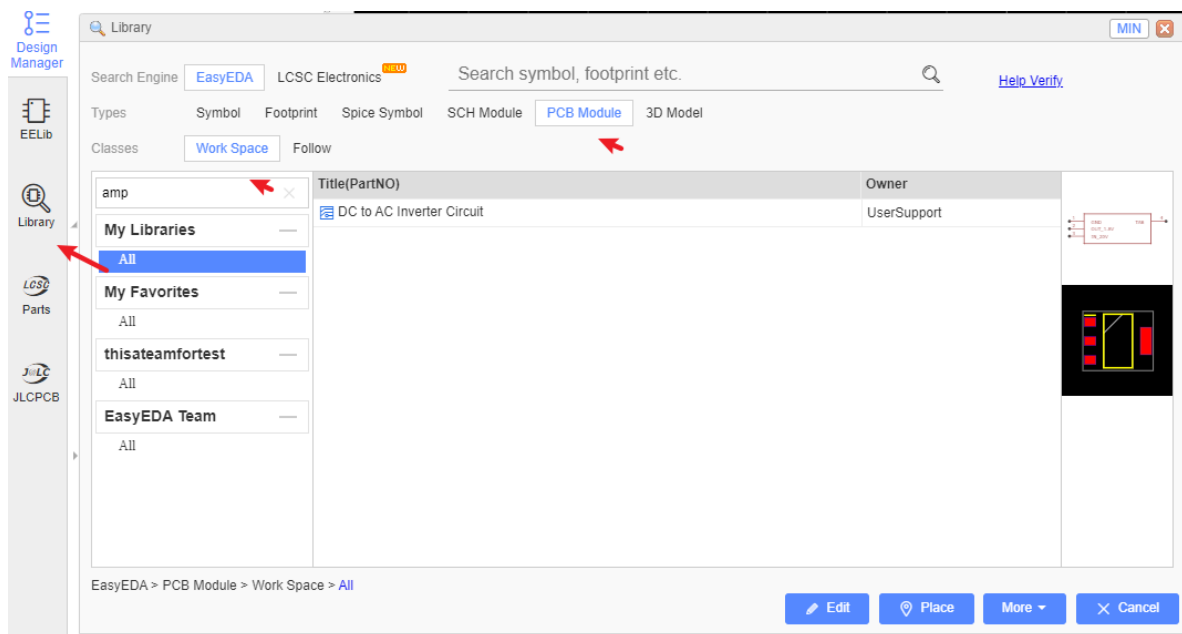 Design
Manager
EELib
Library
LCSC
Parts
JLCPCB
Library
MIN
Search Engine EasyEDA LCSC Electronics NEW Search symbol, footprint etc. Help Verify
Types Symbol Footprint Spice Symbol SCH Module PCB Module 3D Model
Classes Work Space Follow
amp
My Libraries
All
My Favorites
All
thisateamfortest
All
EasyEDA Team
All
Title(PartNO) Owner
DC to AC Inverter Circuit UserSupport
EasyEDA > PCB Module > Work Space > All
Edit Place More Cancel